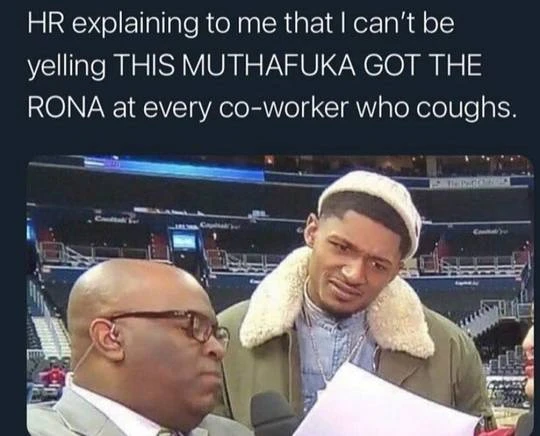 HR explaining to me that I can’t be
yelling THIS MUTHAFUKA GOT THE
RONA at every co-worker who coughs.